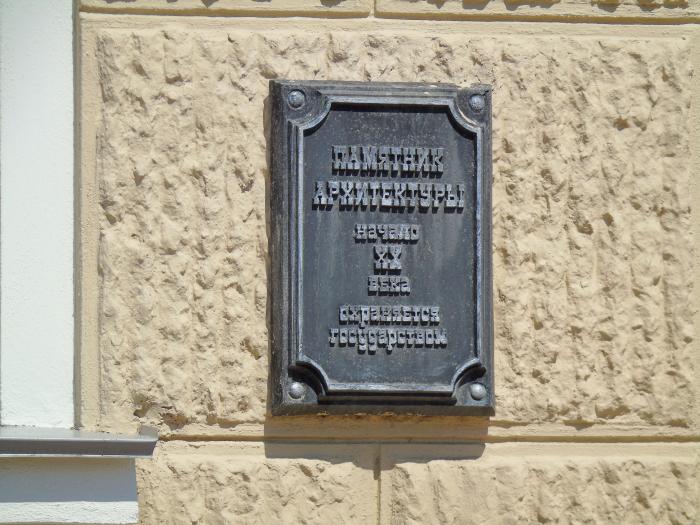 ПАМЯТНИК
АРХИТЕКТУРЫ
начало
XX
века
охраняется
государством